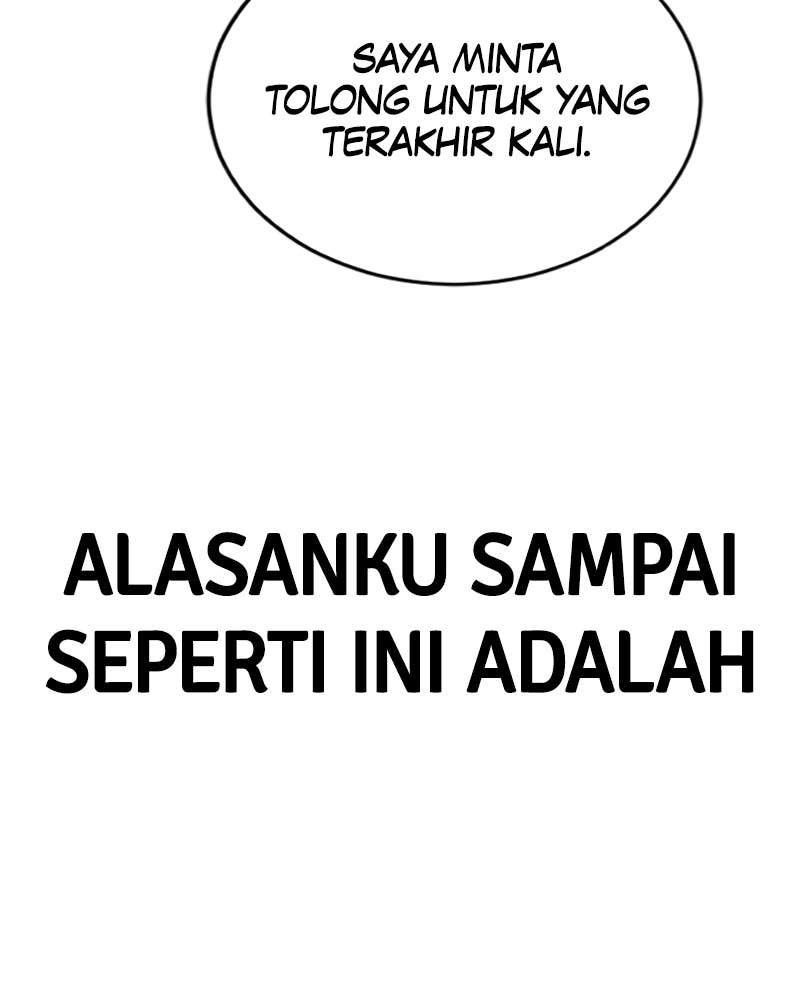 SAYA MINTA
TOLONG UNTUK YANG
TERAKHIR KALI.
ALASANKU SAMPAI
SEPERTI INI ADALAH